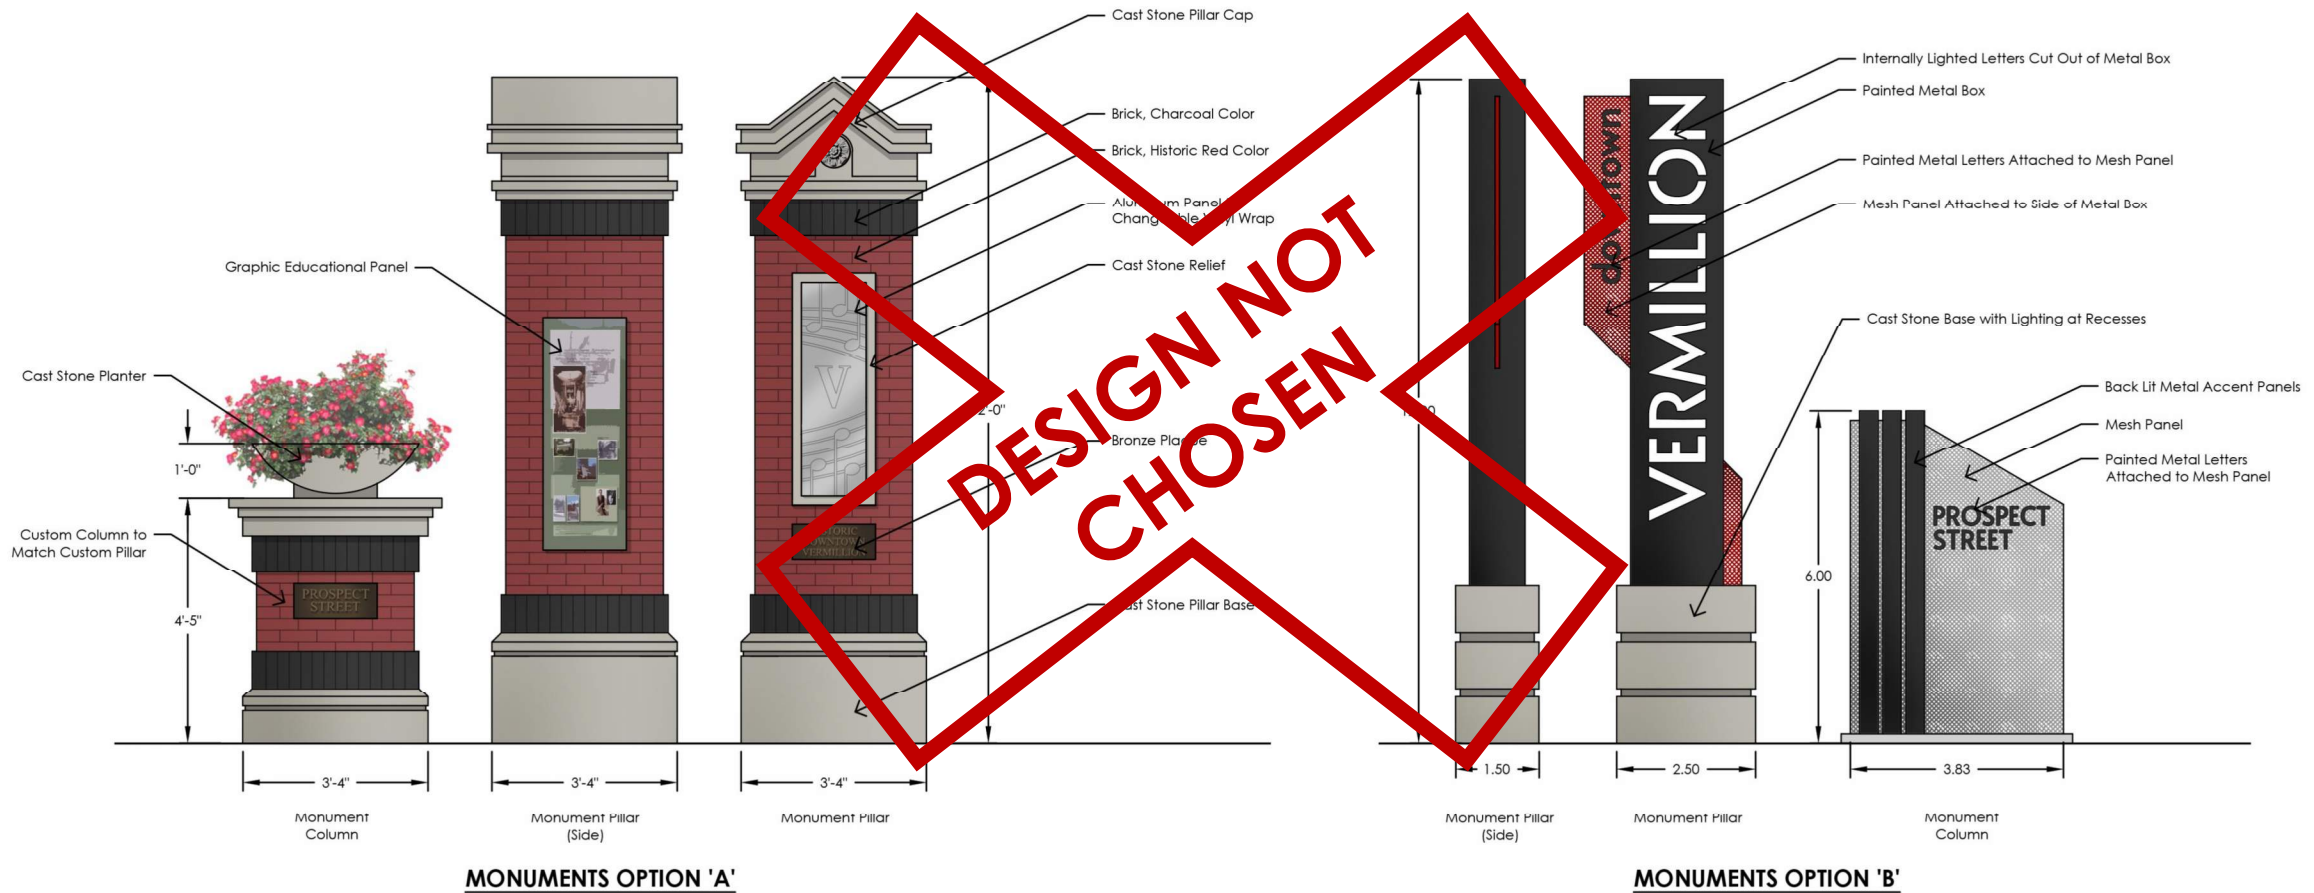 Cast Stone Pillar Cap
Brick, Charcoal Color
Brick, Historic Red Color
Panel
Wrap
Cast Stone Relief
Bronze
Stone Pillar Base
Graphic Educational Panel
Cast Stone Planter
1'-0"
Custom Column to
Match Custom Pillar
4'-5"
PROSPECT
STREET
V
DOWNTOWN
VERMILLION
3'-4"
3'-4"
3'-4"
Monument
Column
Monument Pillar
(Side)
Monument Pillar
MONUMENTS OPTION 'A'
DESIGN NOT
CHOSEN
Internally Lighted Letters Cut Out of Metal Box
Painted Metal Box
Painted Metal Letters Attached to Mesh Panel
Mesh Panel Attached to Side of Metal Box
Cast Stone Base with Lighting at Recesses
Back Lit Metal Accent Panels
Mesh Panel
Painted Metal Letters
Attached to Mesh Panel
downtown
VERMILLION
PROSPECT
STREET
6.00
1.50
2.50
3.83
Monument Pillar
(Side)
Monument Pillar
Monument
Column
MONUMENTS OPTION 'B'